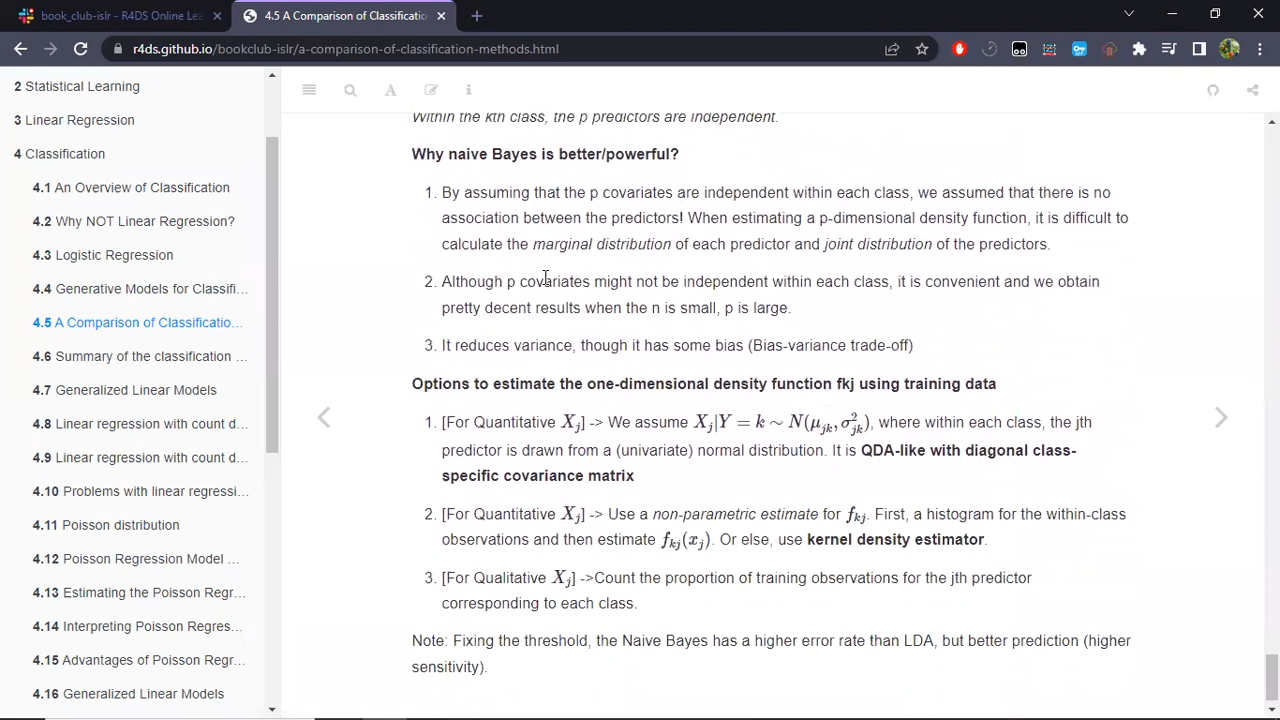 book_club-islr - R4DS Online Lea
4.5 A Comparison of Classificatio
r4ds.github.io/bookclub-islr/a-comparison-of-classification-methods.html
2 Statistical Learning
3 Linear Regression
4 Classification
4.1 An Overview of Classification
4.2 Why NOT Linear Regression?
4.3 Logistic Regression
4.4 Generative Models for Classifi...
4.5 A Comparison of Classificatio...
4.6 Summary of the classification ...
4.7 Generalized Linear Models
4.8 Linear regression with count d...
4.9 Linear regression with count d...
4.10 Problems with linear regressi...
4.11 Poisson distribution
4.12 Poisson Regression Model ...
4.13 Estimating the Poisson Regr...
4.14 Interpreting Poisson Regres...
4.15 Advantages of Poisson Regr...
4.16 Generalized Linear Models
Within the kth class, the p predictors are independent.
Why naive Bayes is better/powerful?
1. By assuming that the p covariates are independent within each class, we assumed that there is no
association between the predictors! When estimating a p-dimensional density function, it is difficult to
calculate the marginal distribution of each predictor and joint distribution of the predictors.
2. Although p covariates might not be independent within each class, it is convenient and we obtain
pretty decent results when the n is small, p is large.
3. It reduces variance, though it has some bias (Bias-variance trade-off)
Options to estimate the one-dimensional density function fkj using training data
1. [For Quantitative Xj] -> We assume Xj|Y = k ∼ N(μjk, σ²jk), where within each class, the jth
predictor is drawn from a (univariate) normal distribution. It is QDA-like with diagonal class-
specific covariance matrix
2. [For Quantitative Xj] -> Use a non-parametric estimate for fkj. First, a histogram for the within-class
observations and then estimate fkj(xj). Or else, use kernel density estimator.
3. [For Qualitative Xj] ->Count the proportion of training observations for the jth predictor
corresponding to each class.
Note: Fixing the threshold, the Naive Bayes has a higher error rate than LDA, but better prediction (higher
sensitivity).